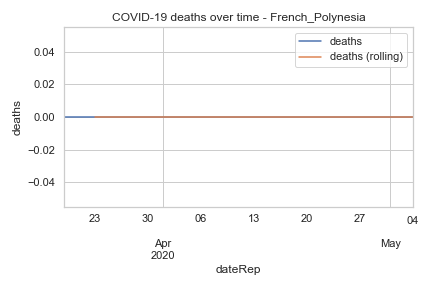 COVID-19 deaths over time - French_Polynesia
deaths
deaths (rolling)
0.04
0.02
0.00
−0.02
−0.04
deaths
23 30 06 13 20 27 04
Apr May
2020
dateRep